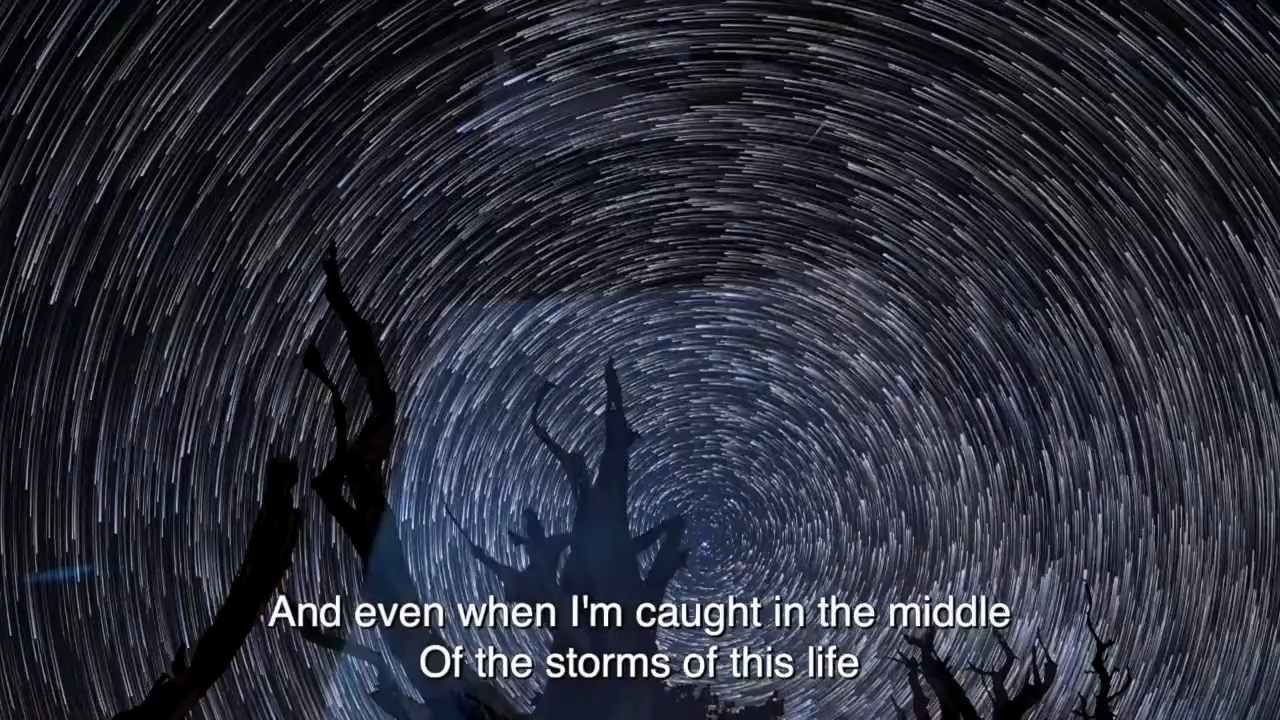 And even when I'm caught in the middle
Of the storms of this life